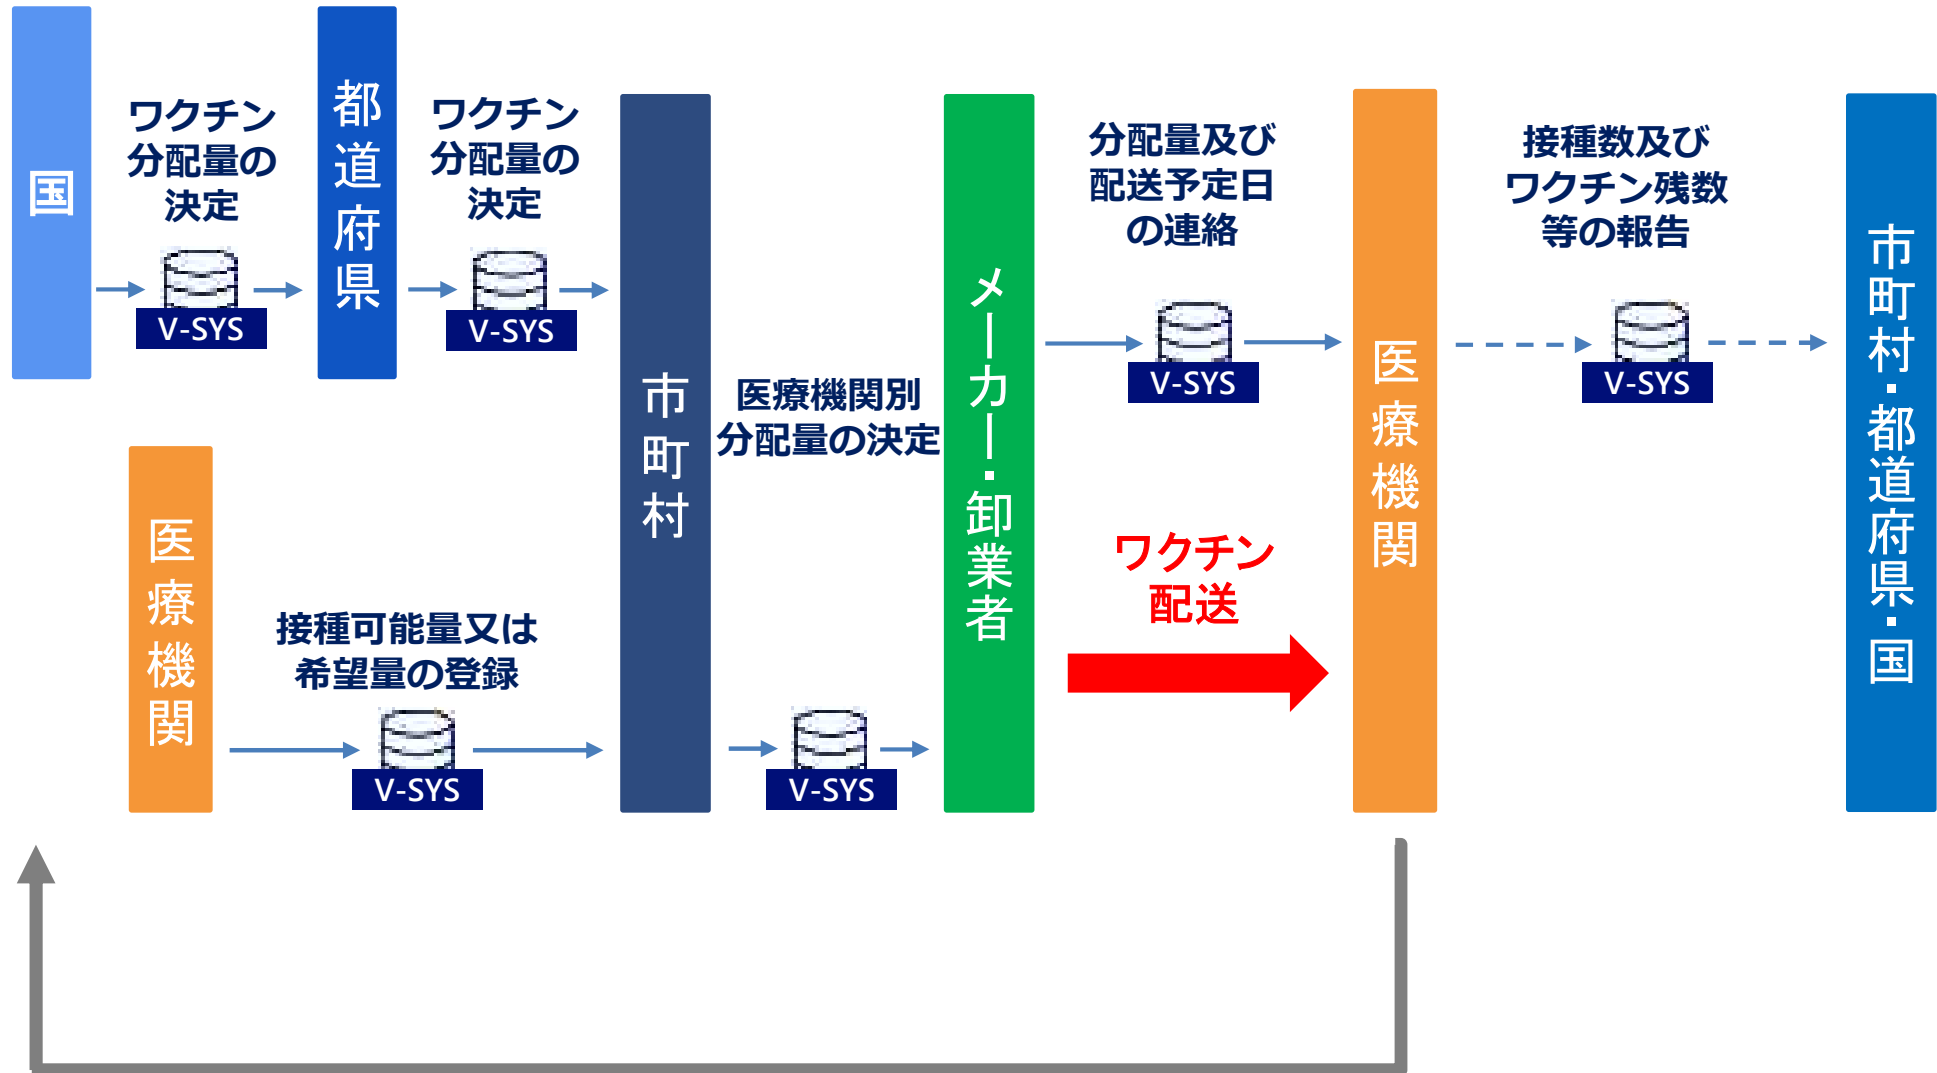 国
ワクチン
分配量の
決定
V-SYS
都道府県
ワクチン
分配量の
決定
V-SYS
医療機関
接種可能量又は
希望量の登録
V-SYS
市町村
医療機関別
分配量の決定
V-SYS
メーカー・卸業者
分配量及び
配送予定日
の連絡
V-SYS
ワクチン
配送
医療機関
接種数及び
ワクチン残数
等の報告
V-SYS
市町村・都道府県・国